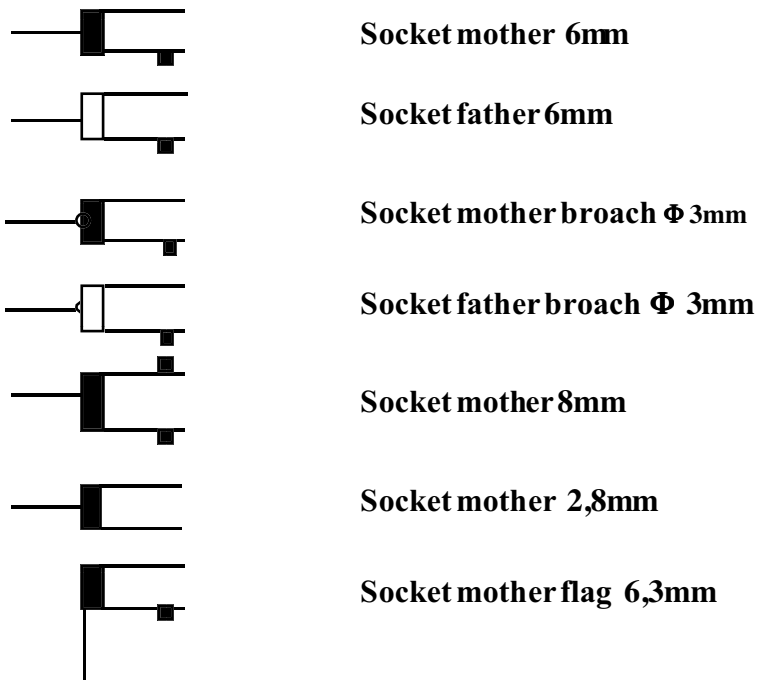 Socket mother 6mm
Socket father 6mm
Socket mother broach Φ 3mm
Socket father broach Φ 3mm
Socket mother 8mm
Socket mother 2,8mm
Socket mother flag 6,3mm